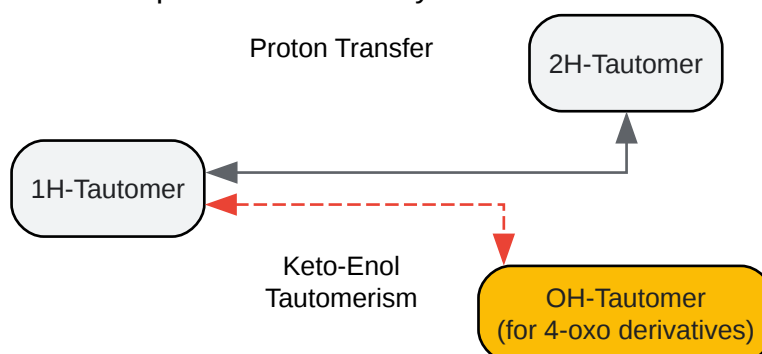 Proton Transfer
2H-Tautomer
1H-Tautomer
Keto-Enol
Tautomerism
OH-Tautomer
(for 4-oxo derivatives)